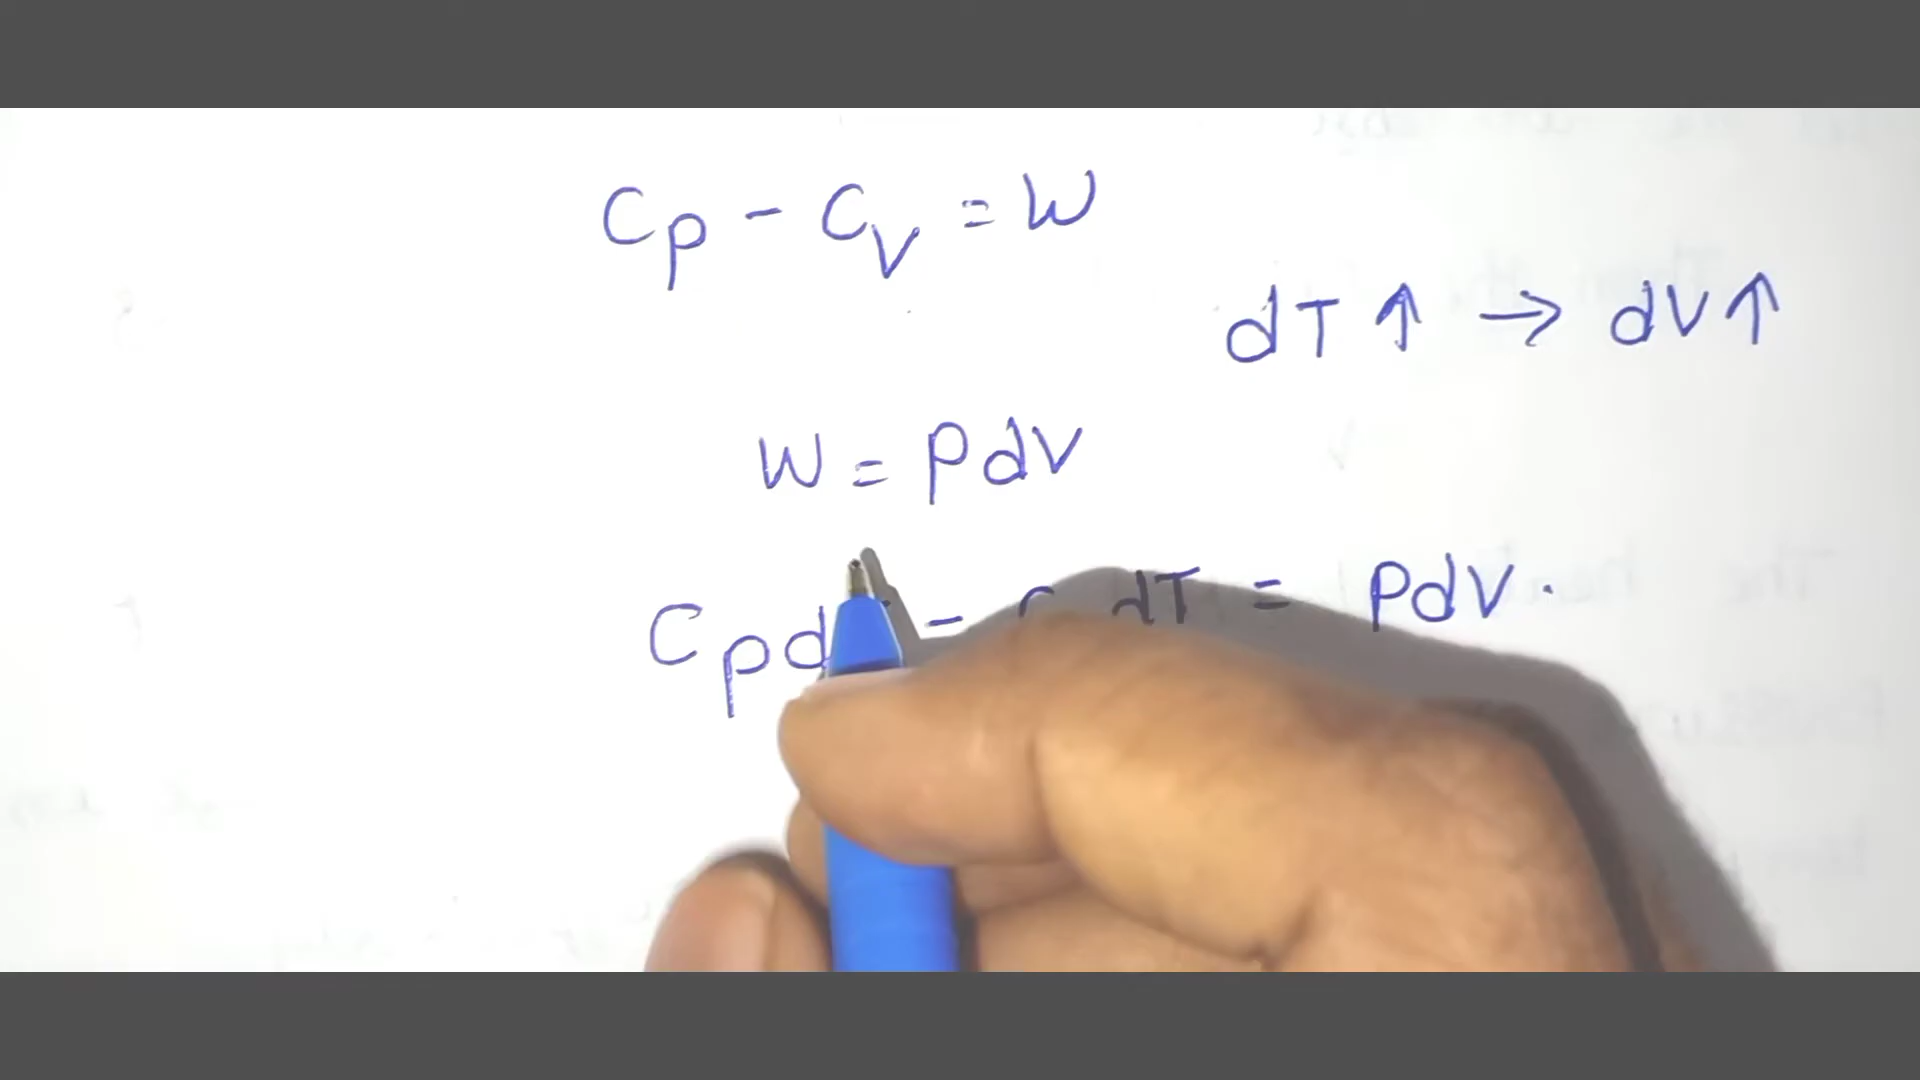 Cp - Cv = W
dT ↑ → dV ↑
W = PdV
Cpd - dT = PdV.